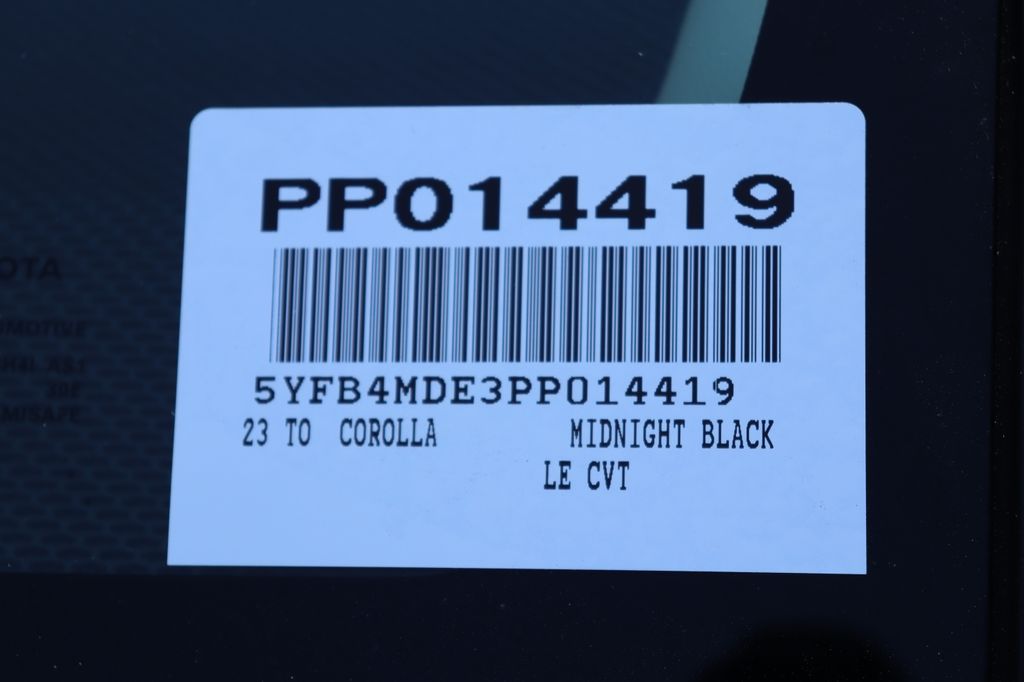 PP014419
5YFB4MDE3PP014419
23 TO COROLLA MIDNIGHT BLACK
LE CVT